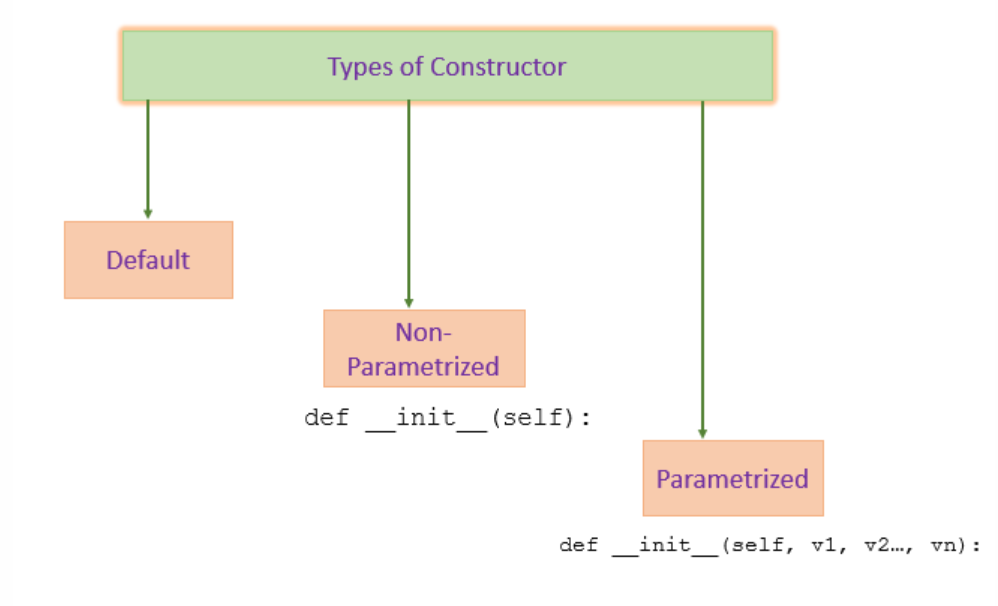 Types of Constructor
Default
Non-
Parametrized
def __init__(self):
Parametrized
def __init__(self, v1, v2…, vn):